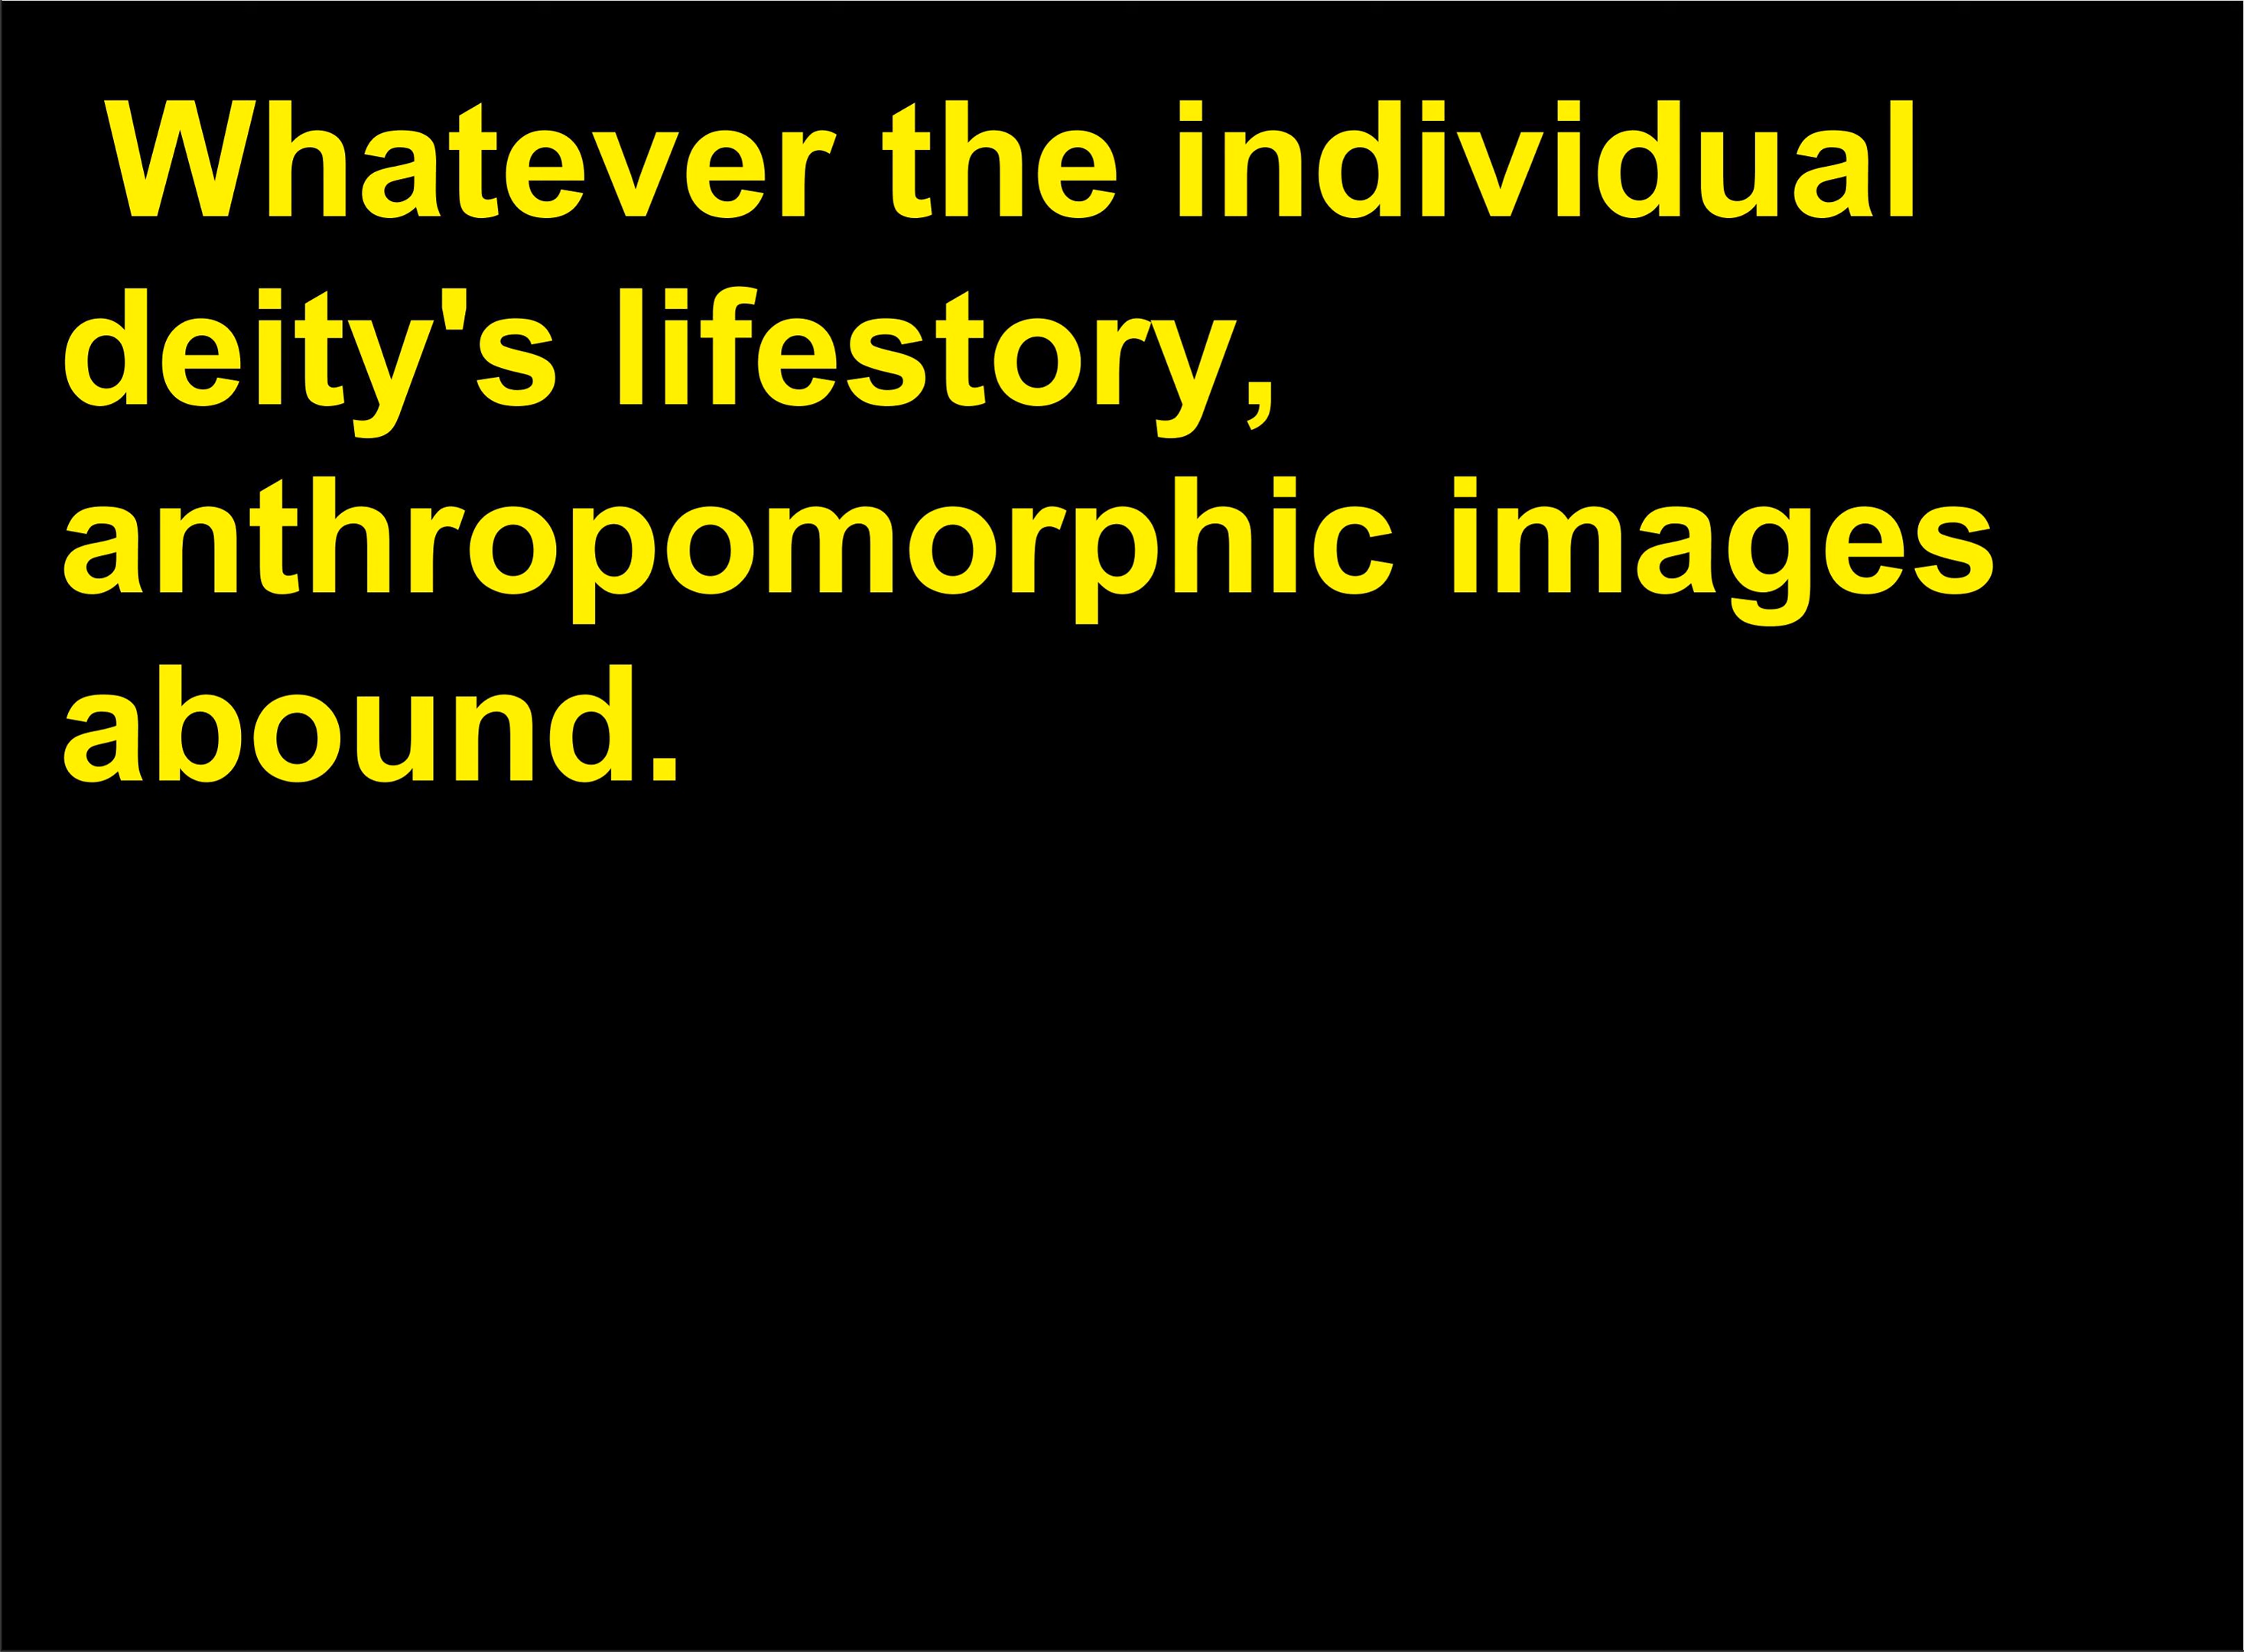 Whatever the individual
deity's lifestory,
anthropomorphic images
abound.